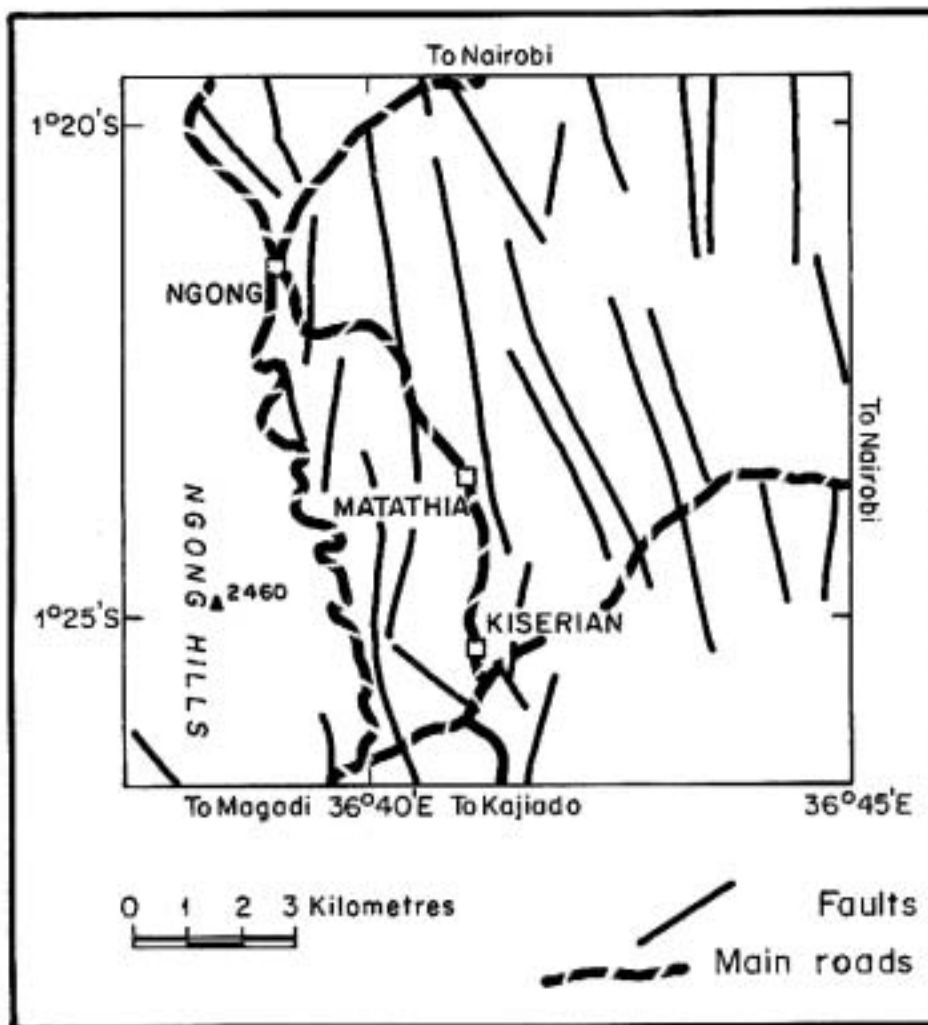 To Nairobi
1°20'S
NGONG
To Nairobi
MATATHIA
NGONG HILLS
2460
1°25'S
KISERIAN
To Magadi 36°40'E To Kajiado 36°45'E
0 1 2 3 Kilometres
Faults
Main roads